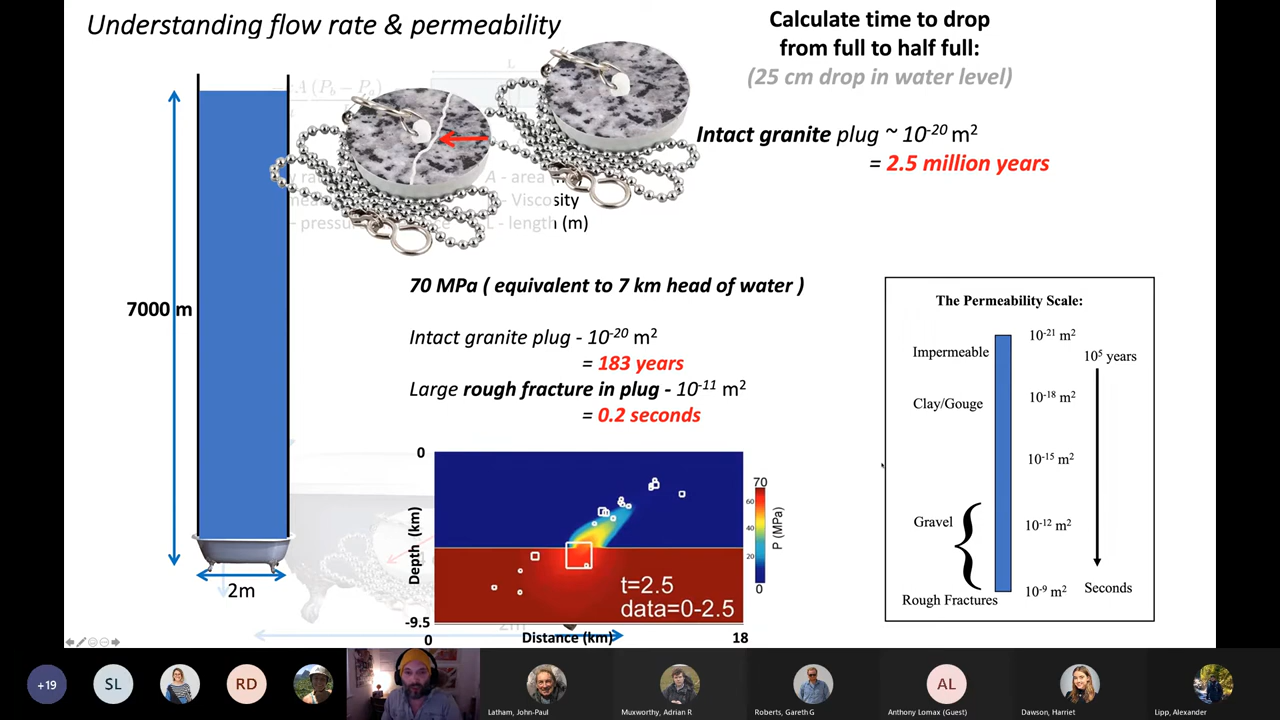 Understanding flow rate & permeability
Calculate time to drop
from full to half full:
(25 cm drop in water level)
Intact granite plug ~ 10⁻²⁰ m²
= 2.5 million years
A - area
Viscosity
L - length (m)
7000 m
2m
70 MPa ( equivalent to 7 km head of water )
Intact granite plug - 10⁻²⁰ m²
= 183 years
Large rough fracture in plug - 10⁻¹¹ m²
= 0.2 seconds
0
Depth (km)
-9.5
0
Distance (km)
18
t=2.5
data=0-2.5
70
60
40
20
0
P (MPa)
The Permeability Scale:
Impermeable
10⁻²¹ m²
10⁵ years
Clay/Gouge
10⁻¹⁸ m²
10⁻¹⁵ m²
Gravel
10⁻¹² m²
Rough Fractures
10⁻⁹ m²
Seconds
+19
SL
RD
AL
Latham, John-Paul
Muxworthy, Adrian R
Roberts, Gareth G
Anthony Lomax (Guest)
Dawson, Harriet
Lipp, Alexander